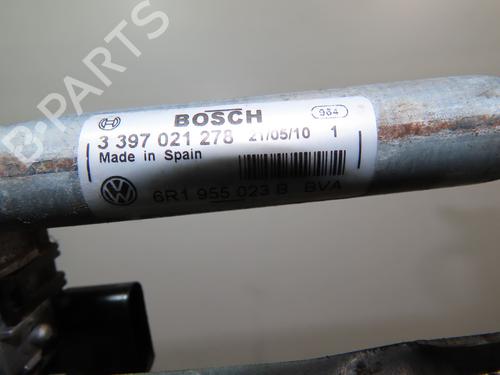 BOSCH
984
3 397 021 278 21/05/10 1
Made in Spain
6R1 955 023 B BVA
B-PARTS